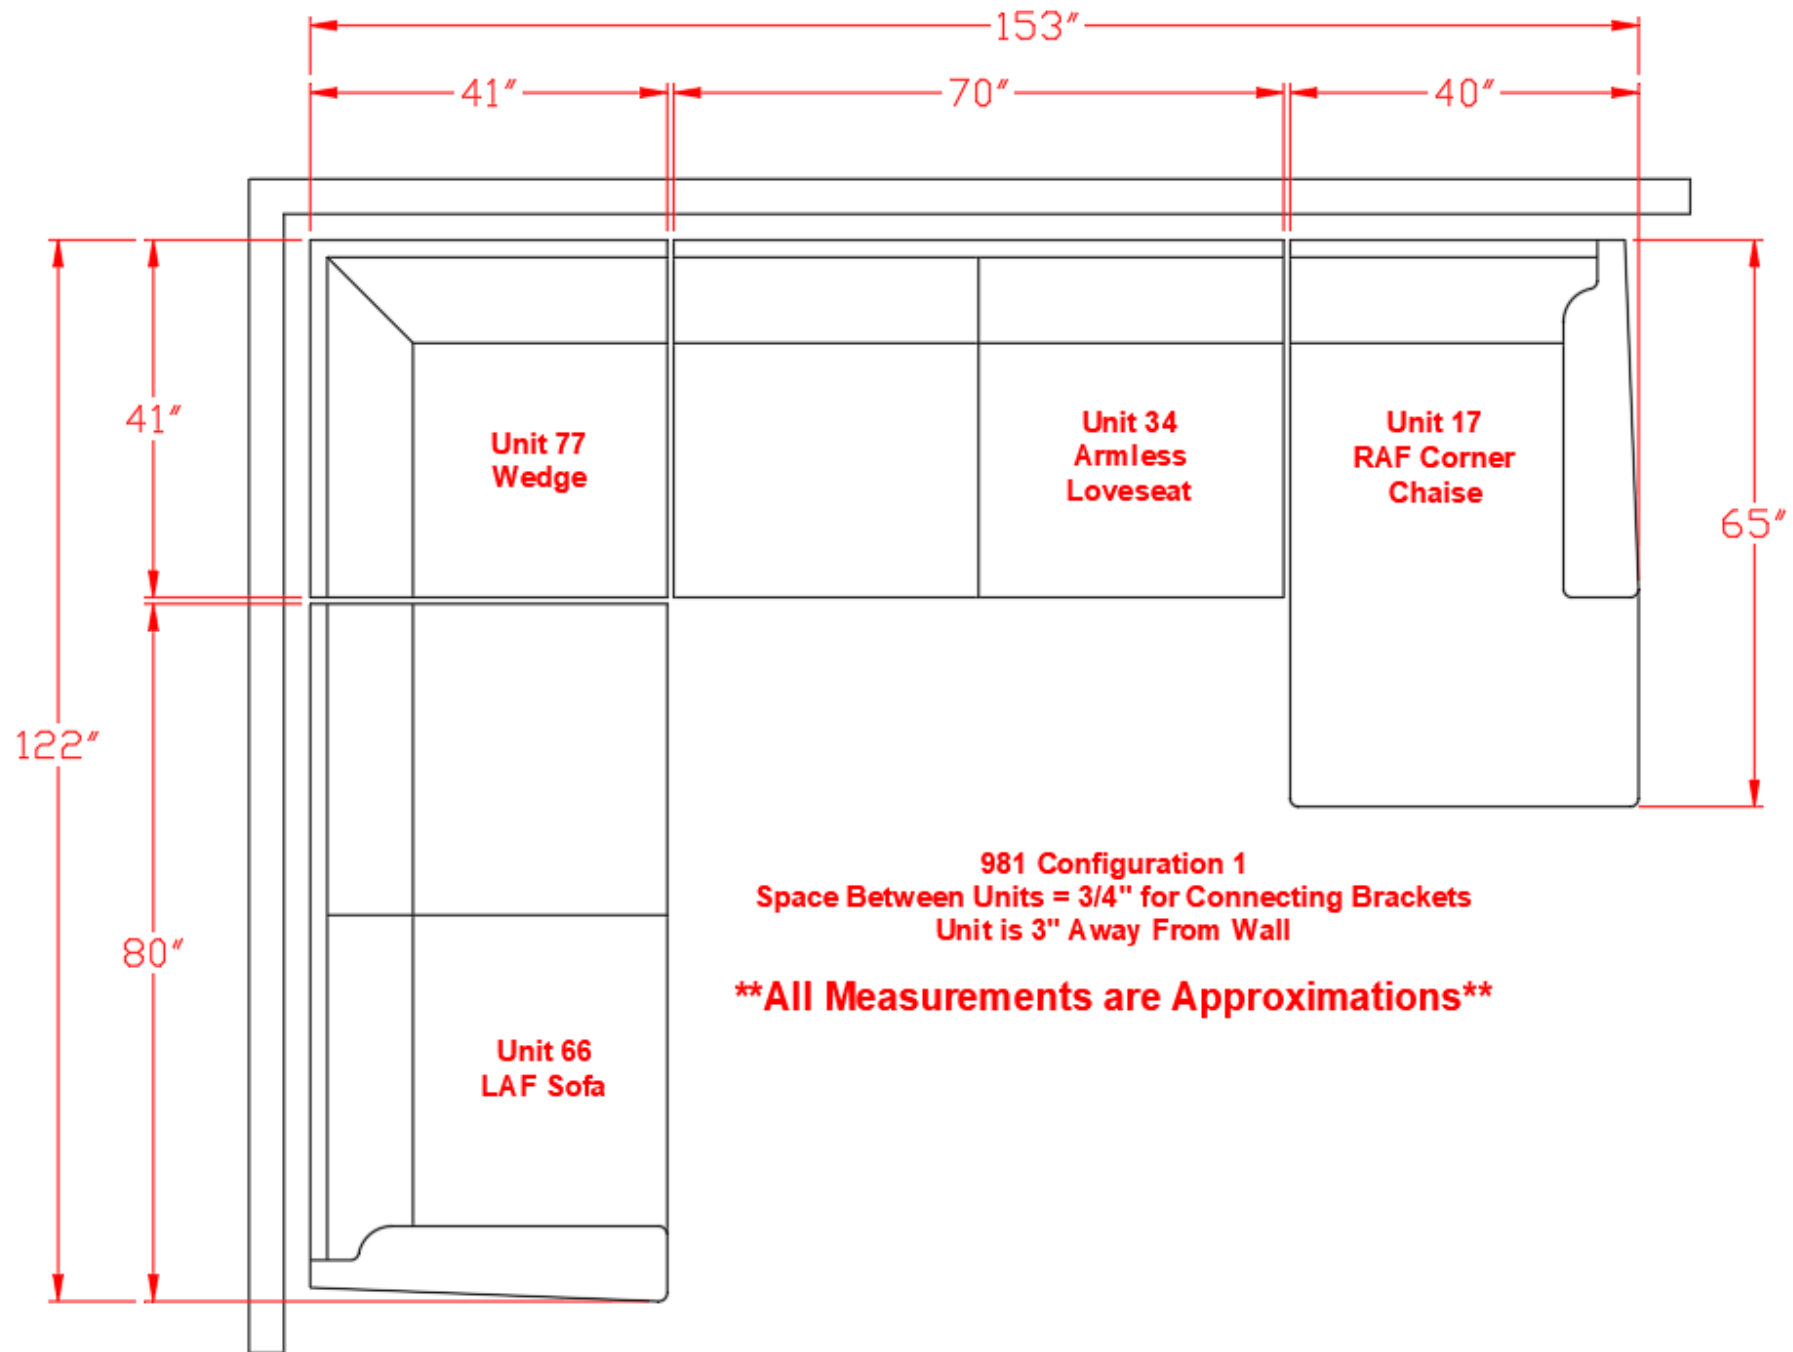 153″
41″ 70″ 40″
41″
Unit 77
Wedge
Unit 34
Armless
Loveseat
Unit 17
RAF Corner
Chaise
65″
122″
80″
981 Configuration 1
Space Between Units = 3/4" for Connecting Brackets
Unit is 3" Away From Wall
**All Measurements are Approximations**
Unit 66
LAF Sofa